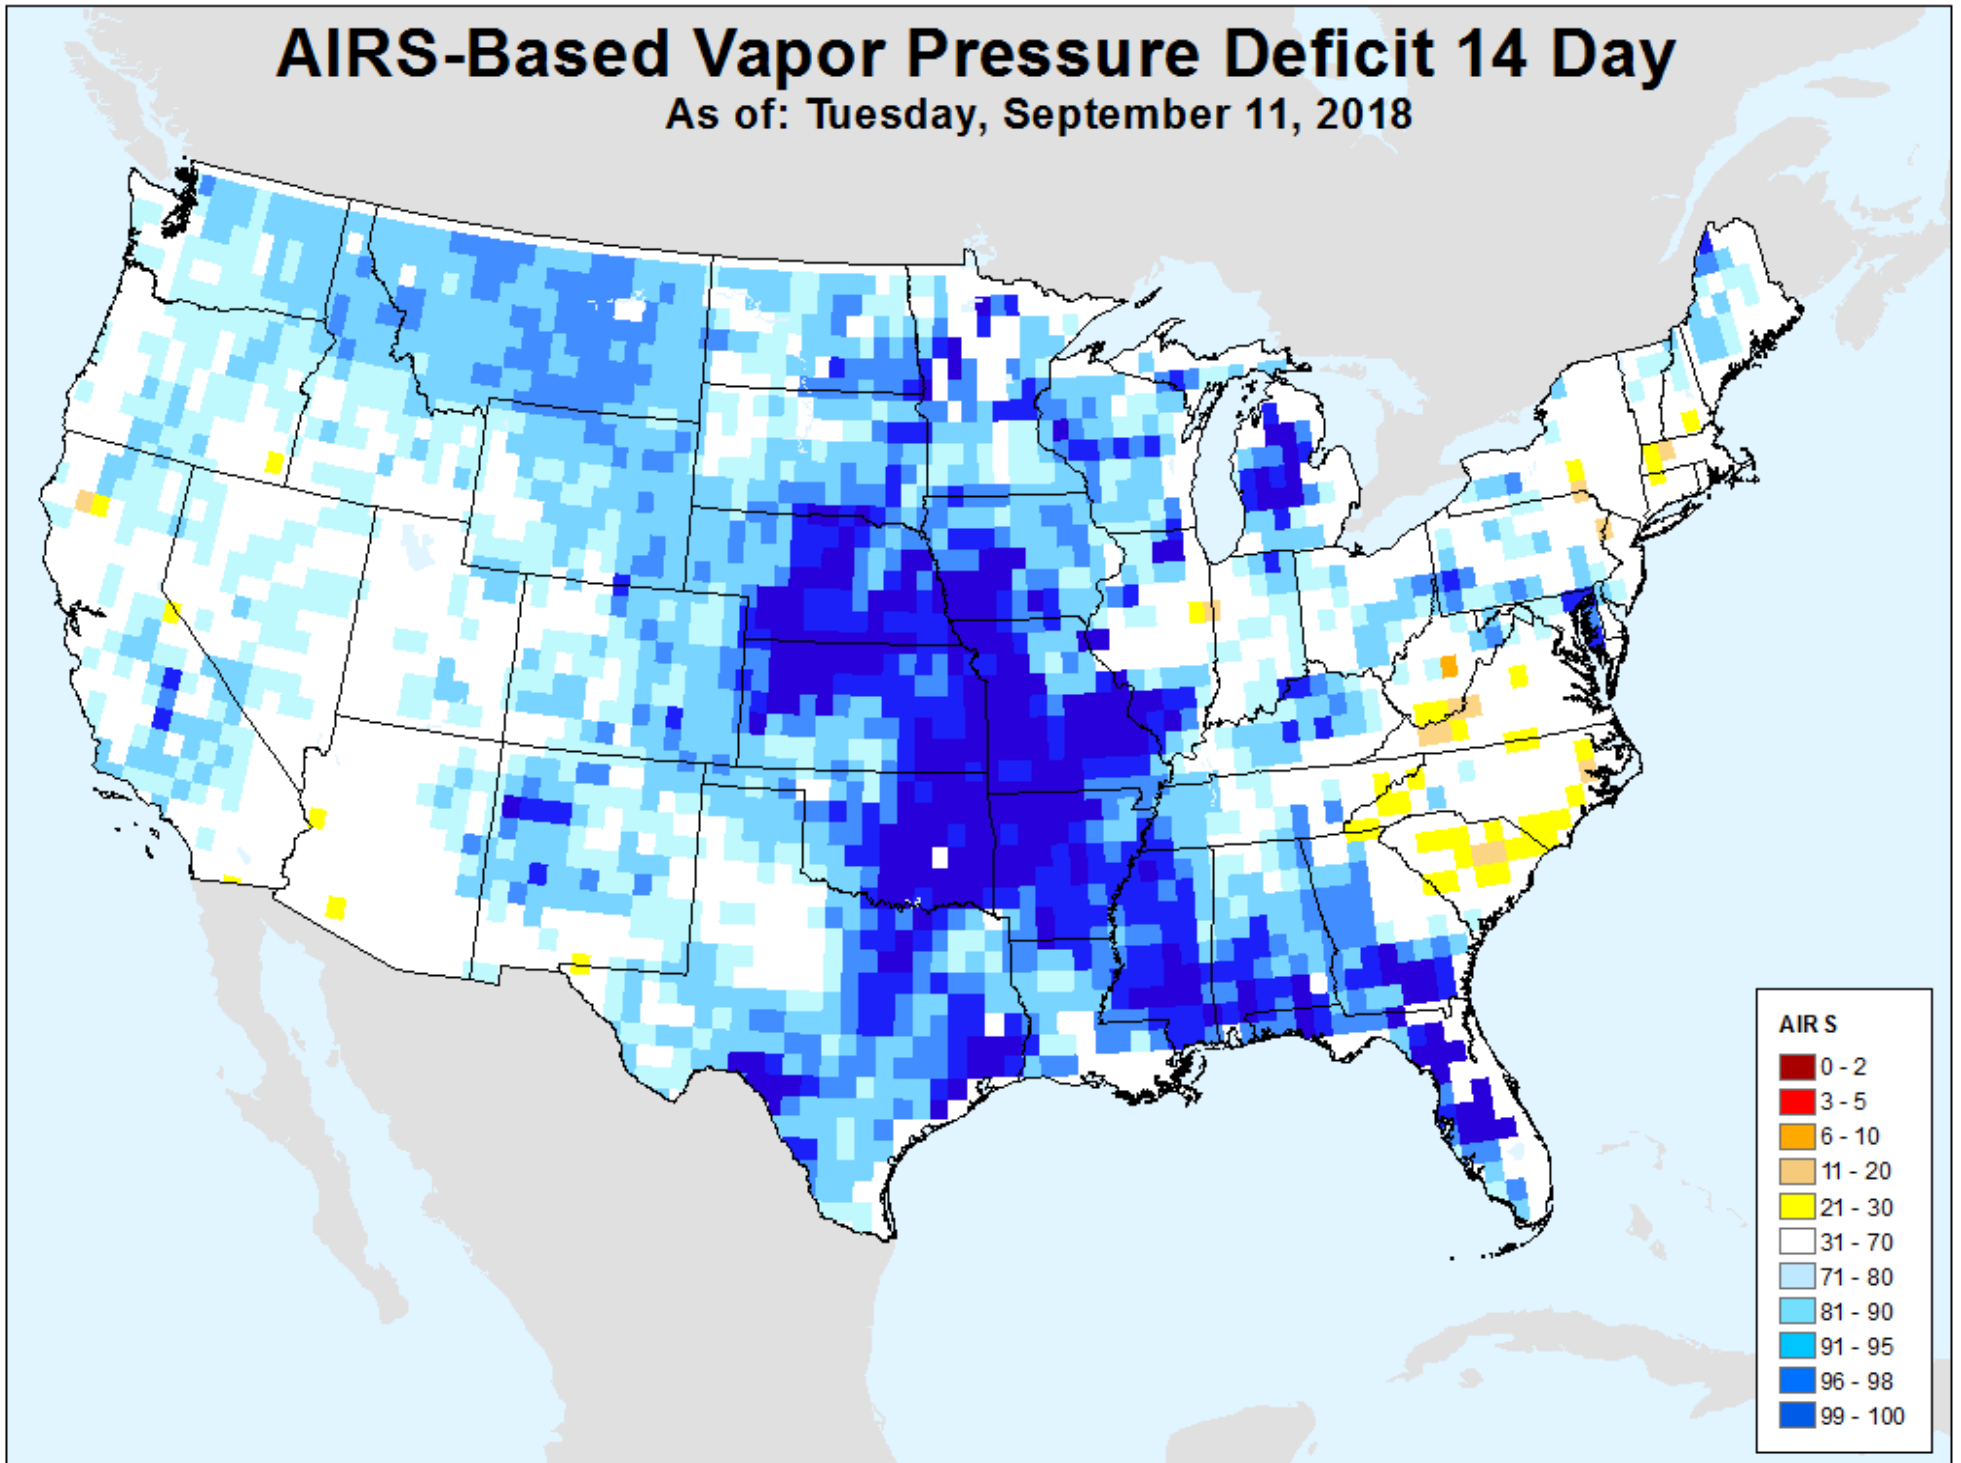 AIRS-Based Vapor Pressure Deficit 14 Day
As of: Tuesday, September 11, 2018
AIRS
0 - 2
3 - 5
6 - 10
11 - 20
21 - 30
31 - 70
71 - 80
81 - 90
91 - 95
96 - 98
99 - 100